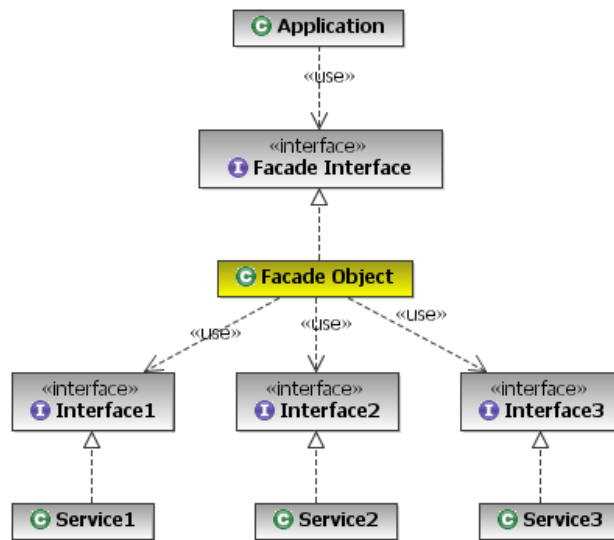 C Application
«use»
«interface»
I Facade Interface
C Facade Object
«use» «use» «use»
«interface» «interface» «interface»
I Interface1 I Interface2 I Interface3
C Service1 C Service2 C Service3